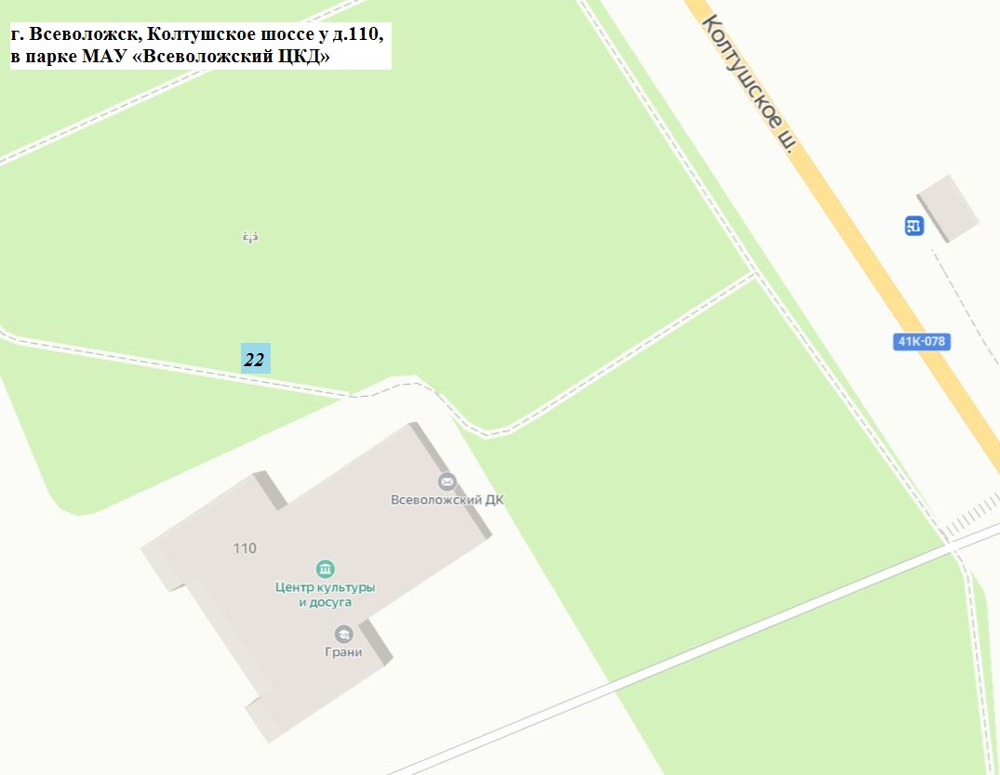 г. Всеволожск, Колтушское шоссе у д.110,
в парке МАУ «Всеволожский ЦКД»
Колтушское ш.
41К-078
22
Всеволожский ДК
110
Центр культуры
и досуга
Грани